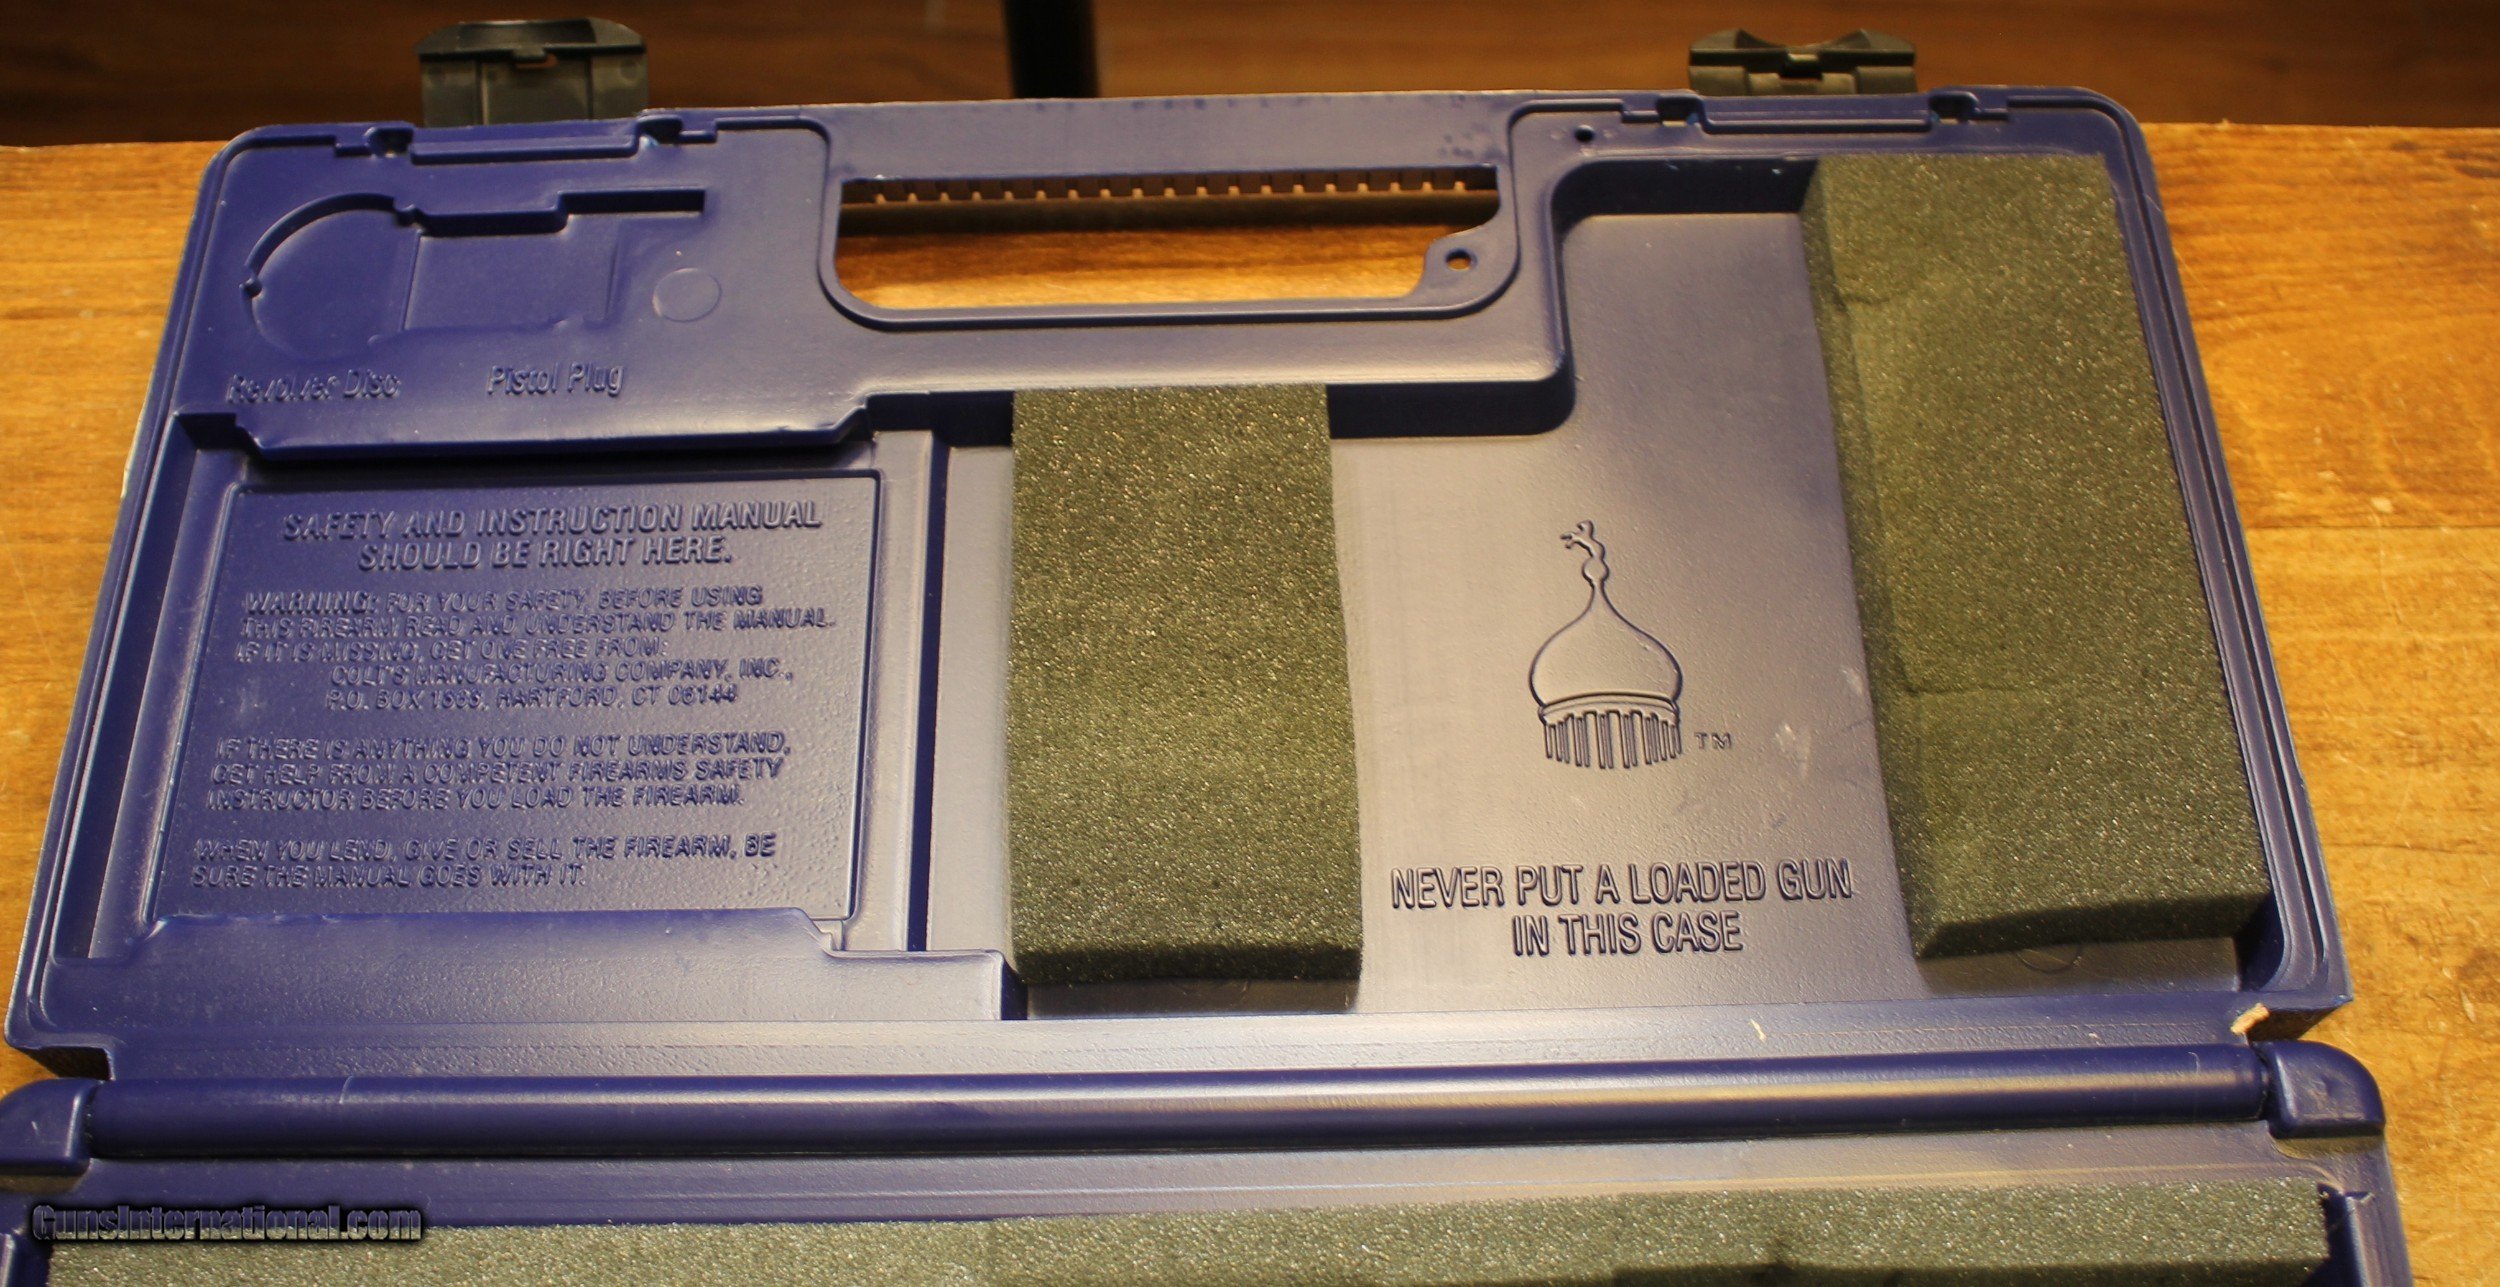 Revolver Disc
Pistol Plug
SAFETY AND INSTRUCTION MANUAL
SHOULD BE RIGHT HERE.
WARNING: FOR YOUR SAFETY, BEFORE USING
THIS FIREARM READ AND UNDERSTAND THE MANUAL.
IF IT IS MISSING, GET ONE FREE FROM:
COLT'S MANUFACTURING COMPANY, INC.,
P.O. BOX 1868, HARTFORD, CT 06144
IF THERE IS ANYTHING YOU DO NOT UNDERSTAND,
GET HELP FROM A COMPETENT FIREARMS SAFETY
INSTRUCTOR BEFORE YOU LOAD THE FIREARM.
WHEN YOU LEND, GIVE OR SELL THE FIREARM, BE
SURE THE MANUAL GOES WITH IT.
TM
NEVER PUT A LOADED GUN
IN THIS CASE
GunsInternational.com